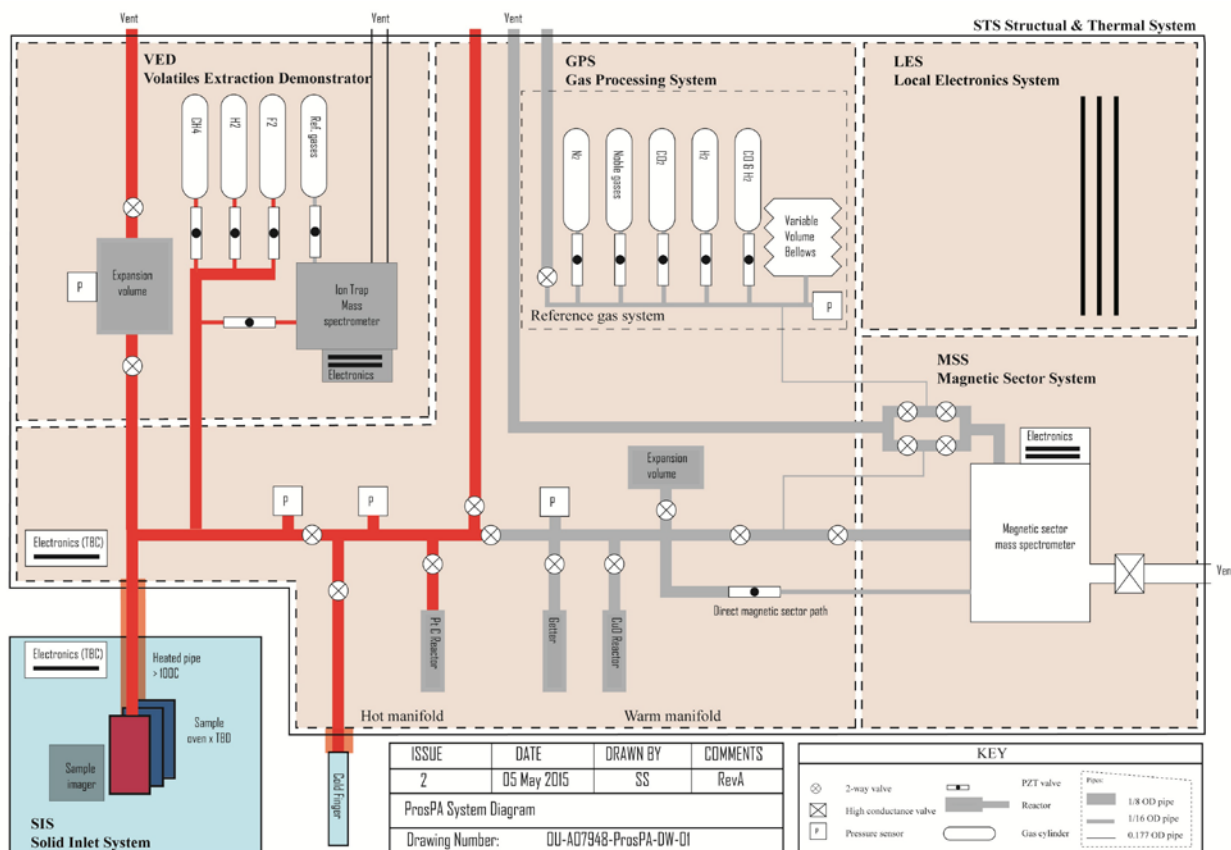 Vent
Vent
Vent
STS Structual & Thermal System
VED
Volatiles Extraction Demonstrator
CH4
H2
F2
Ref. gases
Expansion
volume
P
Ion Trap
Mass
spectrometer
Electronics
GPS
Gas Processing System
N2
Noble gases
CO2
H2
CO & H2
Variable
Volume
Bellows
P
Reference gas system
LES
Local Electronics System
MSS
Magnetic Sector System
Electronics
Magnetic sector
mass spectrometer
Vent
Expansion
volume
P
P
P
Electronics (TBC)
Direct magnetic sector path
Pt C Reactor
Getter
CuO Reactor
Hot manifold
Warm manifold
Electronics (TBC)
Heated pipe
> 100C
Sample
oven x TBD
Sample
imager
SIS
Solid Inlet System
Cold Finger
ISSUE DATE DRAWN BY COMMENTS
2 05 May 2015 SS RevA
ProsPA System Diagram
Drawing Number: OU-A07948-ProsPA-DW-01
KEY
2-way valve
High conductance valve
P Pressure sensor
PZT valve
Reactor
Gas cylinder
Pipes:
1/8 OD pipe
1/16 OD pipe
0.177 OD pipe